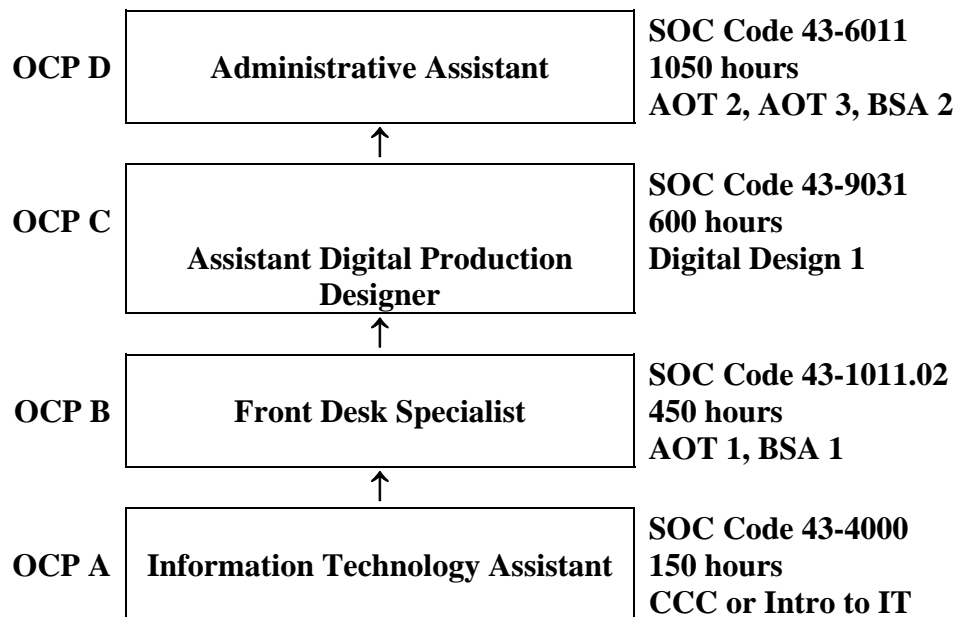 OCP D
Administrative Assistant
SOC Code 43-6011
1050 hours
AOT 2, AOT 3, BSA 2
↑
OCP C
Assistant Digital Production
Designer
SOC Code 43-9031
600 hours
Digital Design 1
↑
OCP B
Front Desk Specialist
SOC Code 43-1011.02
450 hours
AOT 1, BSA 1
↑
OCP A
Information Technology Assistant
SOC Code 43-4000
150 hours
CCC or Intro to IT